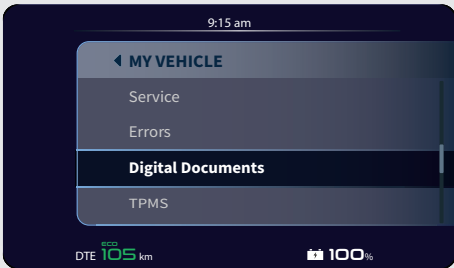 9:15 am
MY VEHICLE
Service
Errors
Digital Documents
TPMS
ECO
DTE 105 km 100%